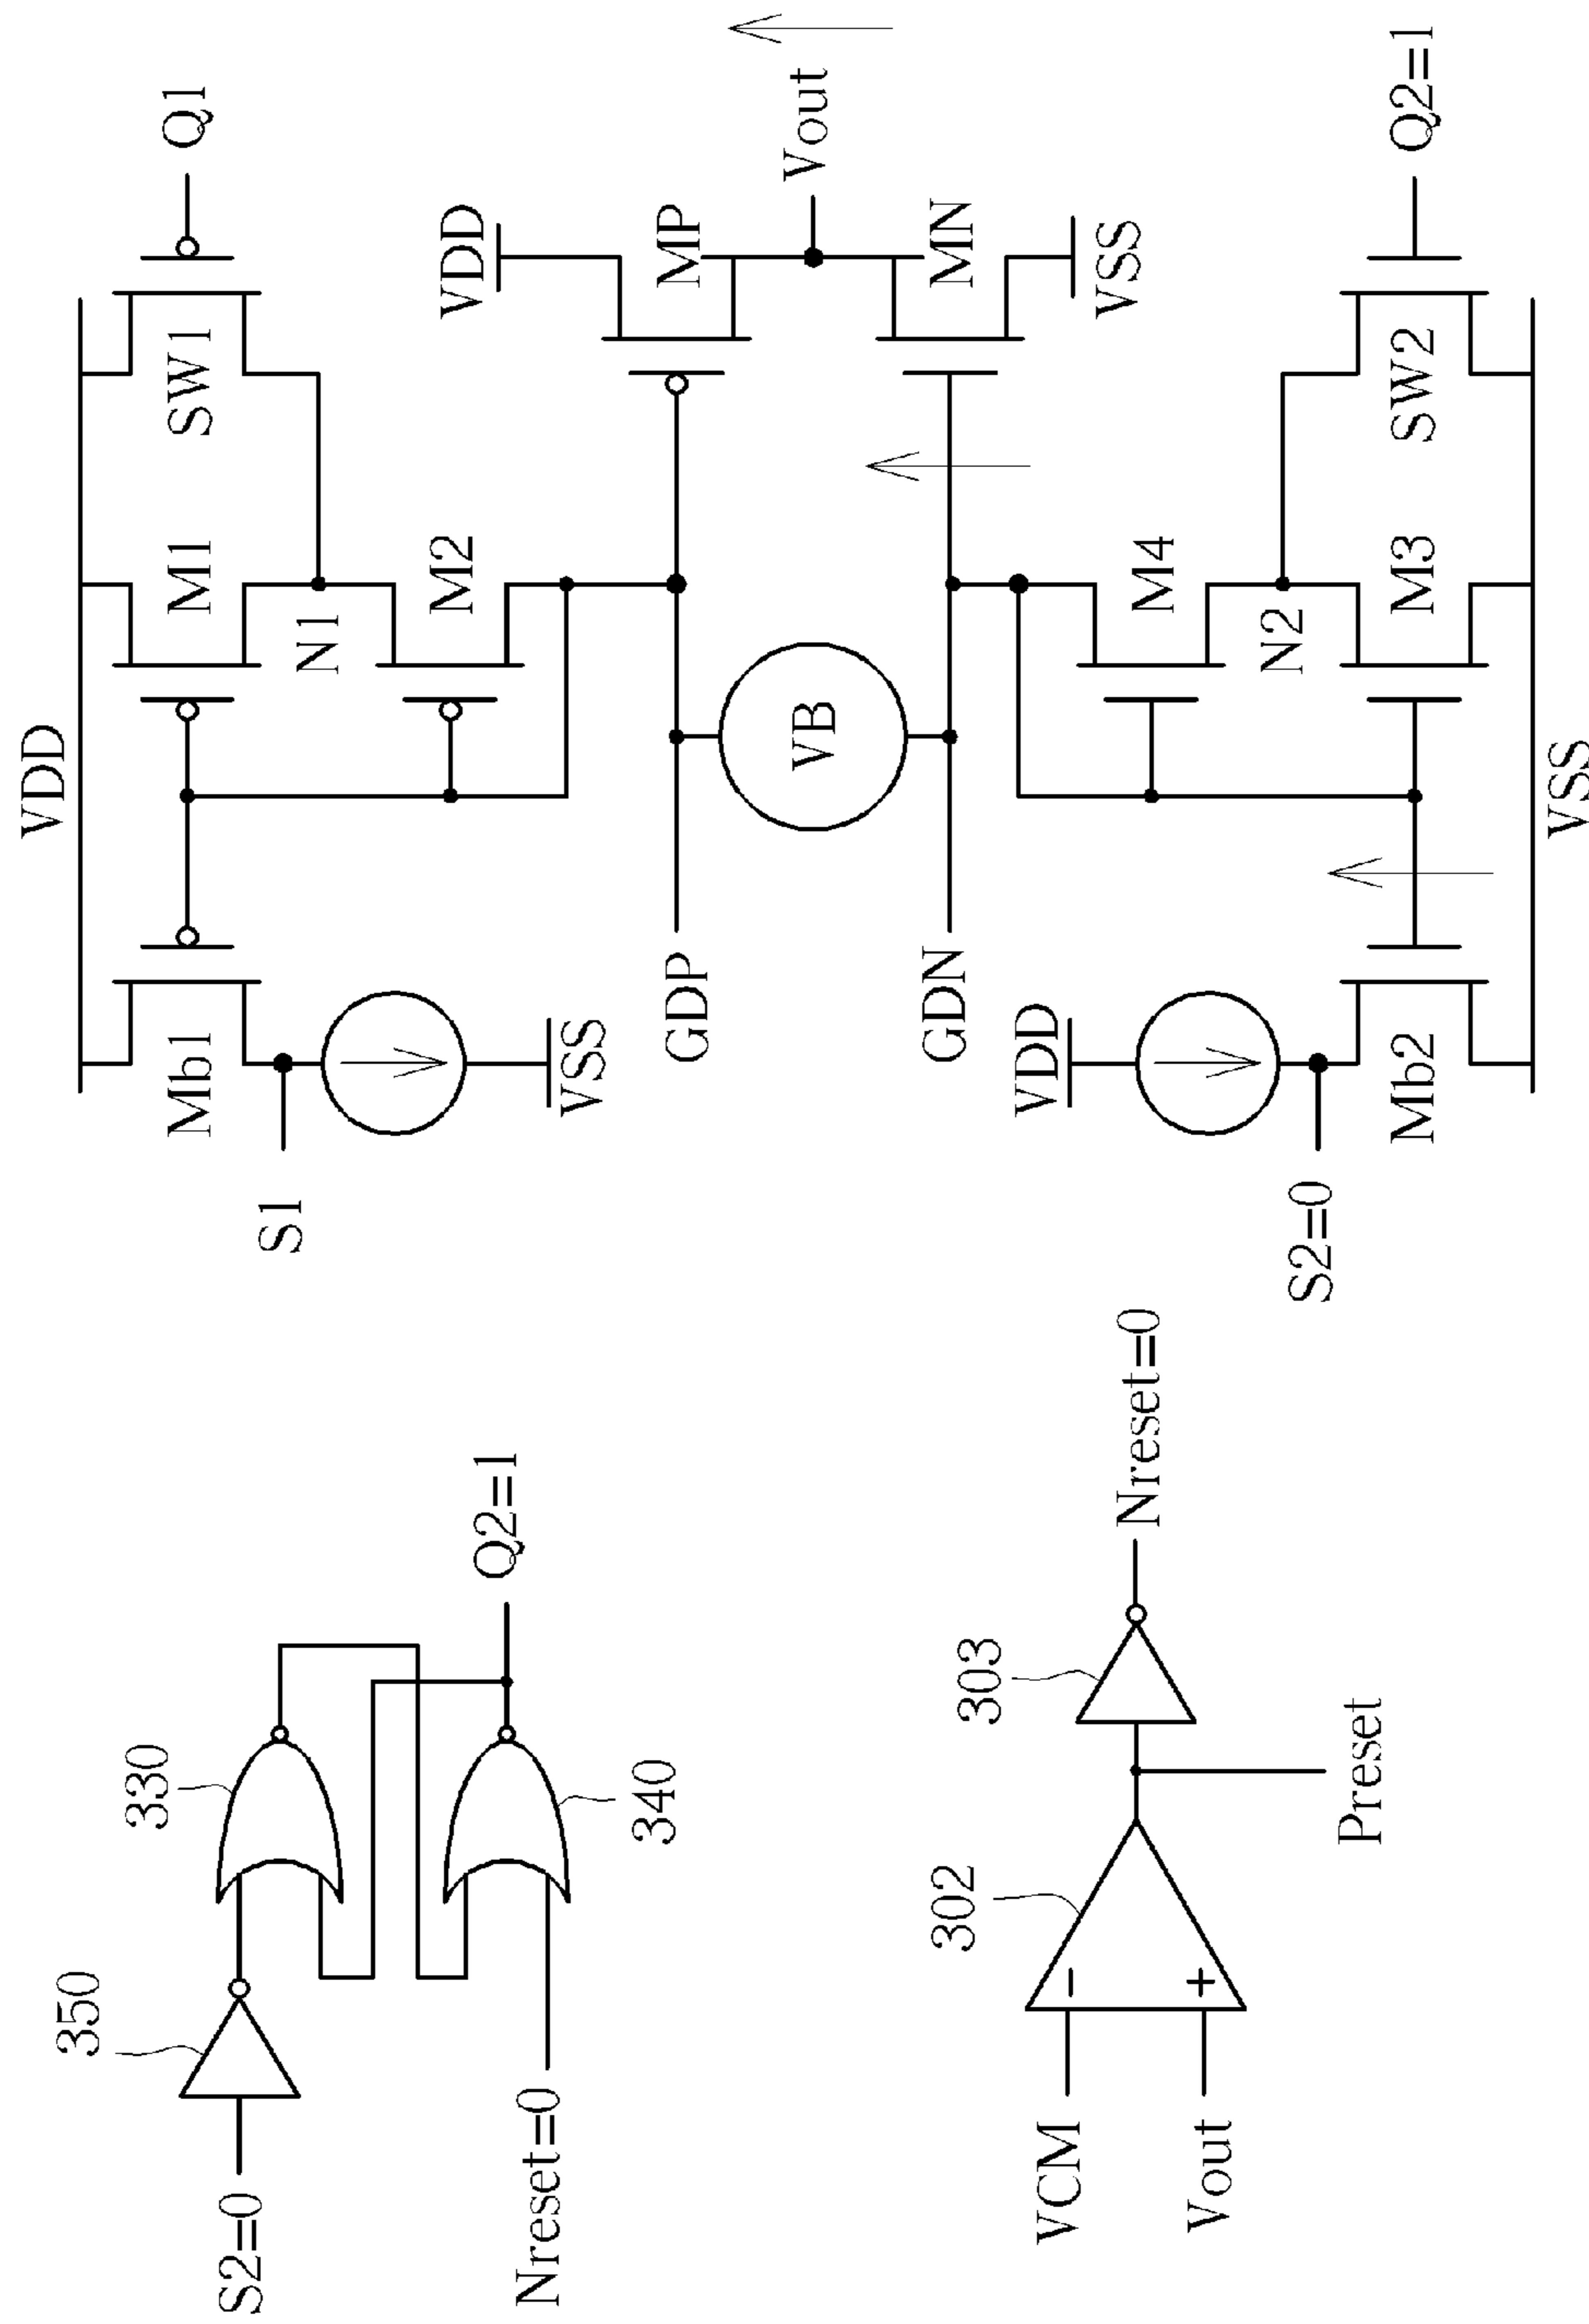 S2=0
350
330
Nreset=0
340
Q2=1
VCM
Vout
302
303
Preset
Nreset=0
VDD
S1
Mb1
VSS
M1
SW1
Q1
N1
M2
GDP
GDN
VB
VDD
MP
Vout
MN
VSS
VDD
S2=0
Mb2
M4
N2
M3
SW2
Q2=1
VSS